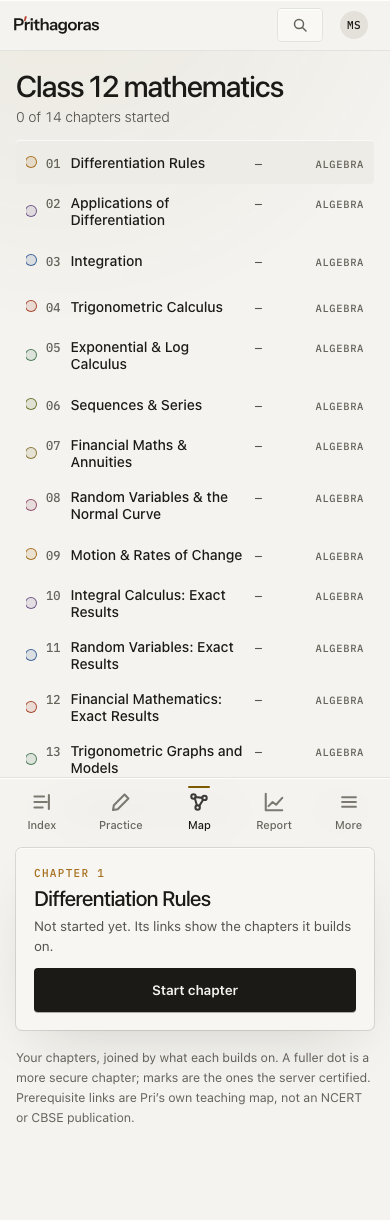 Prithagoras
MS
Class 12 mathematics
0 of 14 chapters started
01 Differentiation Rules – ALGEBRA
02 Applications of – ALGEBRA
Differentiation
03 Integration – ALGEBRA
04 Trigonometric Calculus – ALGEBRA
05 Exponential & Log – ALGEBRA
Calculus
06 Sequences & Series – ALGEBRA
07 Financial Maths & – ALGEBRA
Annuities
08 Random Variables & the – ALGEBRA
Normal Curve
09 Motion & Rates of Change – ALGEBRA
10 Integral Calculus: Exact – ALGEBRA
Results
11 Random Variables: Exact – ALGEBRA
Results
12 Financial Mathematics: – ALGEBRA
Exact Results
13 Trigonometric Graphs and – ALGEBRA
Models
Index Practice Map Report More
CHAPTER 1
Differentiation Rules
Not started yet. Its links show the chapters it builds
on.
Start chapter
Your chapters, joined by what each builds on. A fuller dot is a
more secure chapter; marks are the ones the server certified.
Prerequisite links are Pri's own teaching map, not an NCERT
or CBSE publication.